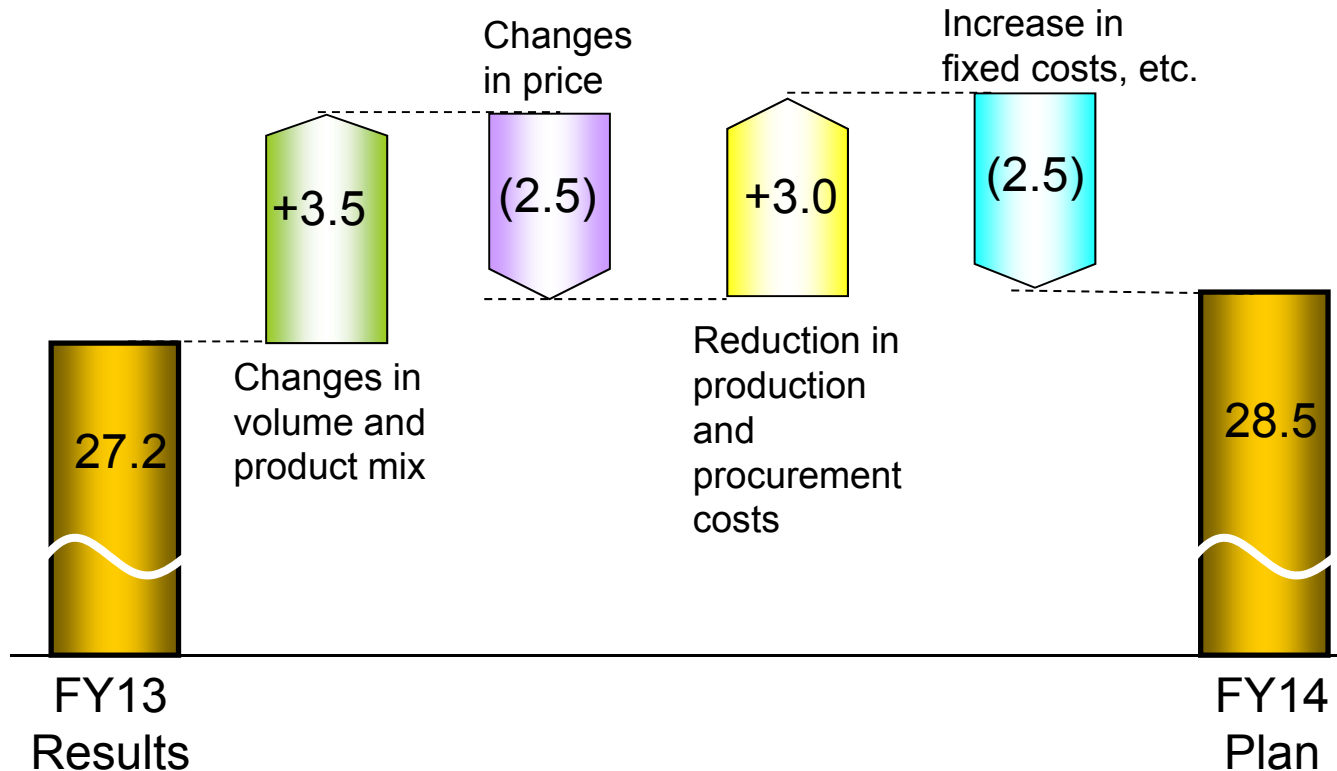 Changes
in price
Increase in
fixed costs, etc.
+3.5
(2.5)
+3.0
(2.5)
Changes in
volume and
product mix
Reduction in
production
and
procurement
costs
27.2
28.5
FY13
Results
FY14
Plan